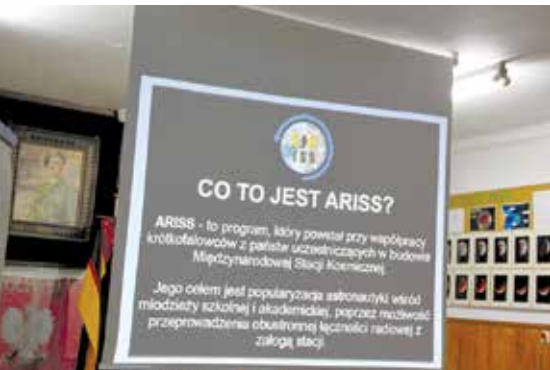 CO TO JEST ARISS?
ARISS - to program, który powstał przy współpracy
krótkofalowców z państw uczestniczących w budowie
Międzynarodowej Stacji Kosmicznej.
Jego celem jest popularyzacja astronautyki wśród
młodzieży szkolnej i akademickiej, poprzez możliwość
przeprowadzenia obustronnej łączności radiowej z
załogą stacji.